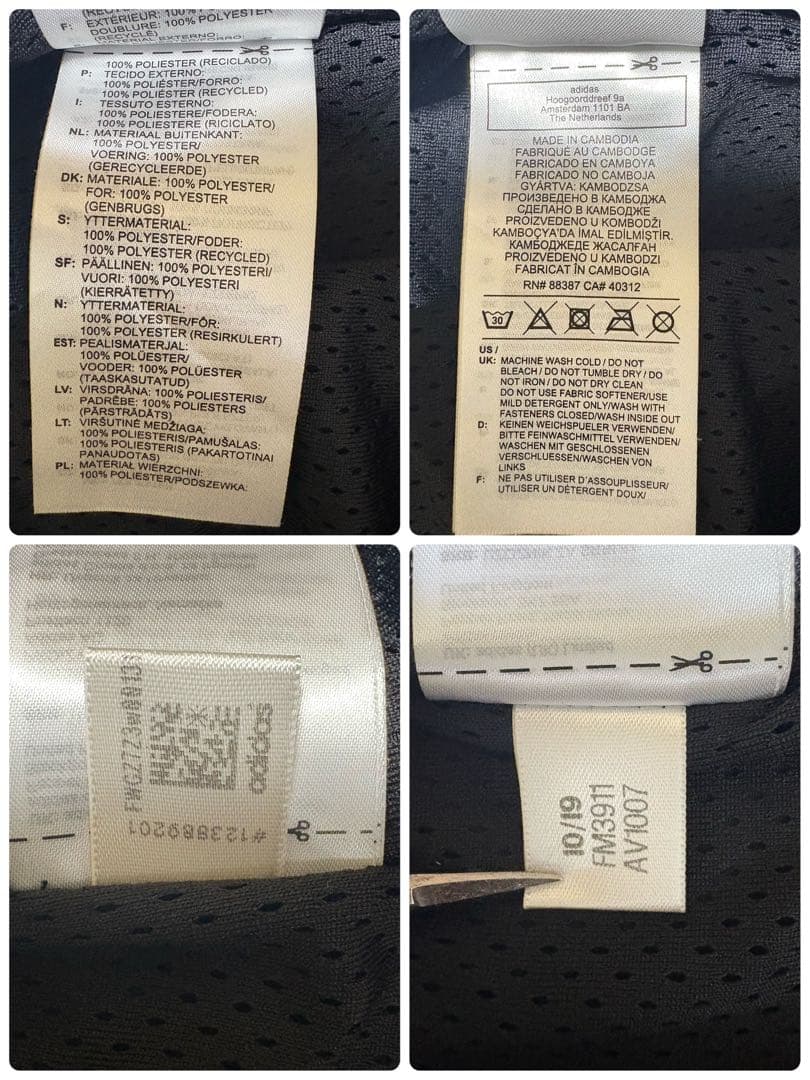 F: EXTÉRIEUR: 100% POLYESTER/
DOUBLURE: 100% POLYESTER
(RECYCLÉ)
100% POLIÉSTER (RECICLADO)
P: TECIDO EXTERNO:
100% POLIÉSTER/FORRO:
100% POLIÉSTER (RECYCLED)
I: TESSUTO ESTERNO:
100% POLIESTERE/FODERA:
100% POLIESTERE (RICICLATO)
NL: MATERIAAL BUITENKANT:
100% POLYESTER/
VOERING: 100% POLYESTER
(GERECYCLEERDE)
DK: MATERIALE: 100% POLYESTER/
FOR: 100% POLYESTER
(GENBRUGS)
S: YTTERMATERIAL:
100% POLYESTER/FODER:
100% POLYESTER (RECYCLED)
SF: PÄÄLLINEN: 100% POLYESTERI/
VUORI: 100% POLYESTERI
(KIERRÄTETTY)
N: YTTERMATERIAL:
100% POLYESTER/FÔR:
100% POLYESTER (RESIRKULERT)
EST: PEALISMATERJAL:
100% POLÜESTER/
VOODER: 100% POLÜESTER
(TAASKASUTATUD)
LV: VIRSDRĀNA: 100% POLIESTERIS/
PADRĒBE: 100% POLIESTERS
(PĀRSTRĀDĀTS)
LT: VIRŠUTINĖ MEDŽIAGA:
100% POLIESTERIS/PAMUŠALAS:
100% POLIESTERIS (PAKARTOTINAI
PANAUDOTAS)
PL: MATERIAŁ WIERZCHNI:
100% POLIESTER/PODSZEWKA:
adidas
Hoogoorddreef 9a
Amsterdam 1101 BA
The Netherlands
MADE IN CAMBODIA
FABRIQUÉ AU CAMBODGE
FABRICADO EN CAMBOYA
FABRICADO NO CAMBOJA
GYÁRTVA: KAMBODZSA
ПРОИЗВЕДЕНО В КАМБОДЖА
СДЕЛАНО В КАМБОДЖЕ
PROIZVEDENO U KOMBODŽI
KAMBOÇYA'DA İMAL EDİLMİŞTİR.
КАМБОДЖЕДЕ ЖАСАЛҒАН
PROIZVEDENO U KAMBODZI
FABRICAT ÎN CAMBOGIA
RN# 88387 CA# 40312
30
US /
UK: MACHINE WASH COLD / DO NOT
BLEACH / DO NOT TUMBLE DRY / DO
NOT IRON / DO NOT DRY CLEAN
DO NOT USE FABRIC SOFTENER/USE
MILD DETERGENT ONLY/WASH WITH
FASTENERS CLOSED/WASH INSIDE OUT
D: KEINEN WEICHSPUELER VERWENDEN/
BITTE FEINWASCHMITTEL VERWENDEN/
WASCHEN MIT GESCHLOSSENEN
VERSCHLUESSEN/WASCHEN VON
LINKS
F: NE PAS UTILISER D'ASSOUPLISSEUR/
UTILISER UN DÉTERGENT DOUX/
adidas
#123889201
10/19
FM3911
AV1007